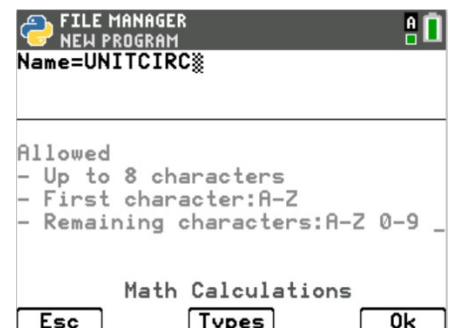 FILE MANAGER
NEW PROGRAM
A
Name=UNITCIRC
Allowed
- Up to 8 characters
- First character:A-Z
- Remaining characters:A-Z 0-9 _
Math Calculations
Esc Types Ok